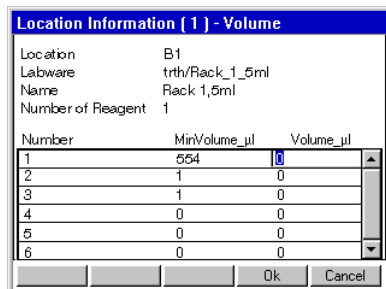 Location Information ( 1 ) - Volume
Location B1
Labware trth/Rack_1_5ml
Name Rack 1,5ml
Number of Reagent 1
Number MinVolume_µl Volume_µl
1 554 0
2 1 0
3 1 0
4 0 0
5 0 0
6 0 0
Ok Cancel